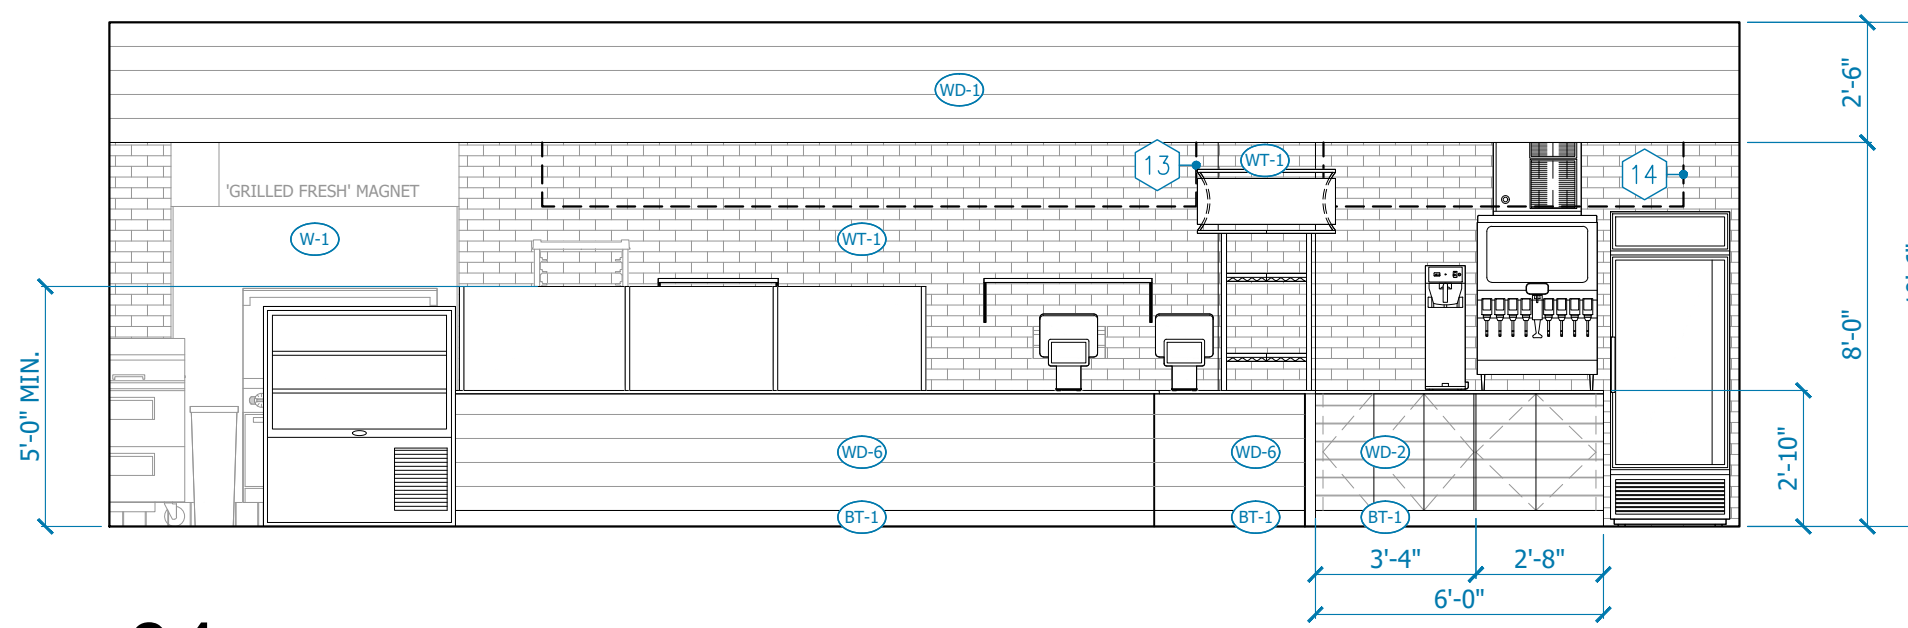 WD-1
2'-6"
13
WT-1
14
'GRILLED FRESH' MAGNET
W-1
WT-1
8'-0"
5'-0" MIN.
WD-6
WD-6
WD-2
2'-10"
BT-1
BT-1
BT-1
3'-4"
2'-8"
6'-0"